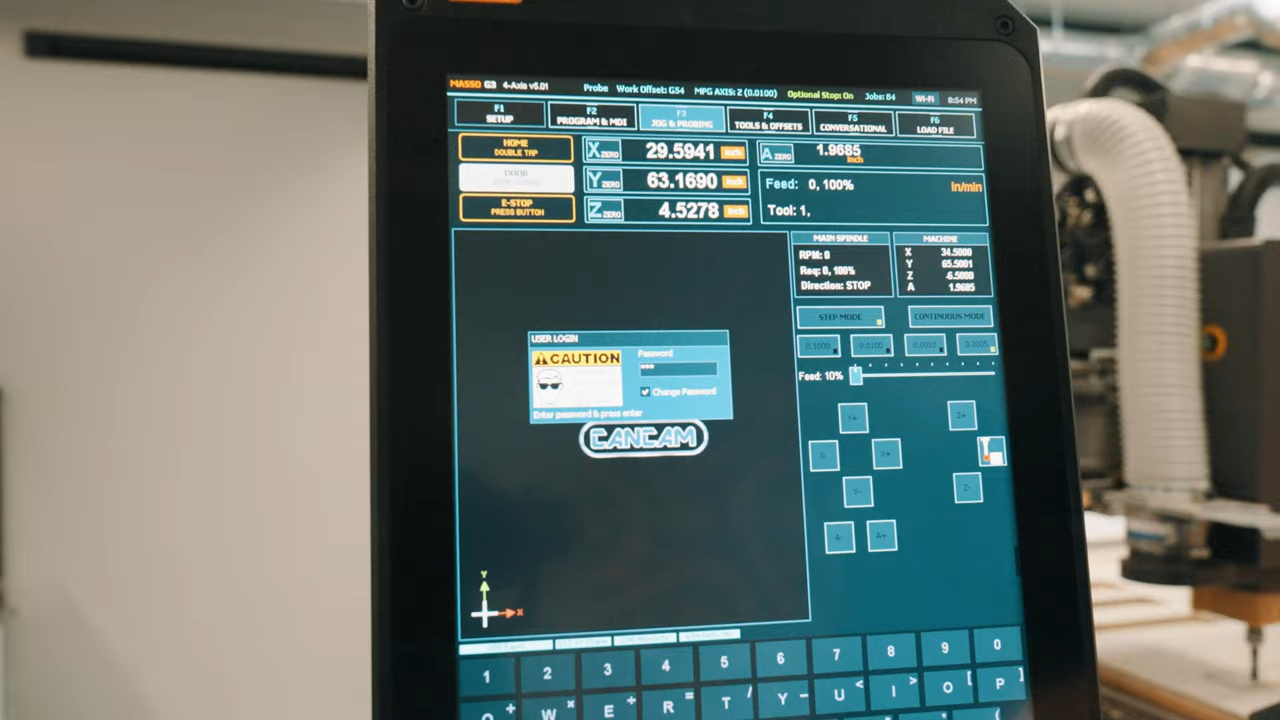 MASSO G3 4-Axis v5.01 Probe Work Offset: G54 MPG AXIS: Z (0.0100) Optional Stop: On Jobs: 84 Wi-Fi 8:54 PM
F1 SETUP
F2 PROGRAM & MDI
F3 JOG & PROBING
F4 TOOLS & OFFSETS
F5 CONVERSATIONAL
F6 LOAD FILE
HOME
DOUBLE TAP
X ZERO 29.5941 inch
A ZERO 1.9685 inch
DOOR
Y ZERO 63.1690 inch
Feed: 0, 100% in/min
E-STOP
PRESS BUTTON
Z ZERO 4.5278 inch
Tool: 1,
MAIN SPINDLE
RPM: 0
Req: 0, 100%
Direction: STOP
MACHINE
X 34.5000
Y 65.5001
Z -6.5000
A 1.9685
STEP MODE
CONTINUOUS MODE
0.1000 0.0100 0.0010 0.0005
Feed: 10%
USER LOGIN
CAUTION
Password
***
Change Password
Enter password & press enter
CANCAM
Y+ Z+
X- X+
Y- Z-
A- A+
Y
X
1 2 3 4 5 6 7 8 9 0
Q + W * E + R = T / Y - U < I > O [ P ]